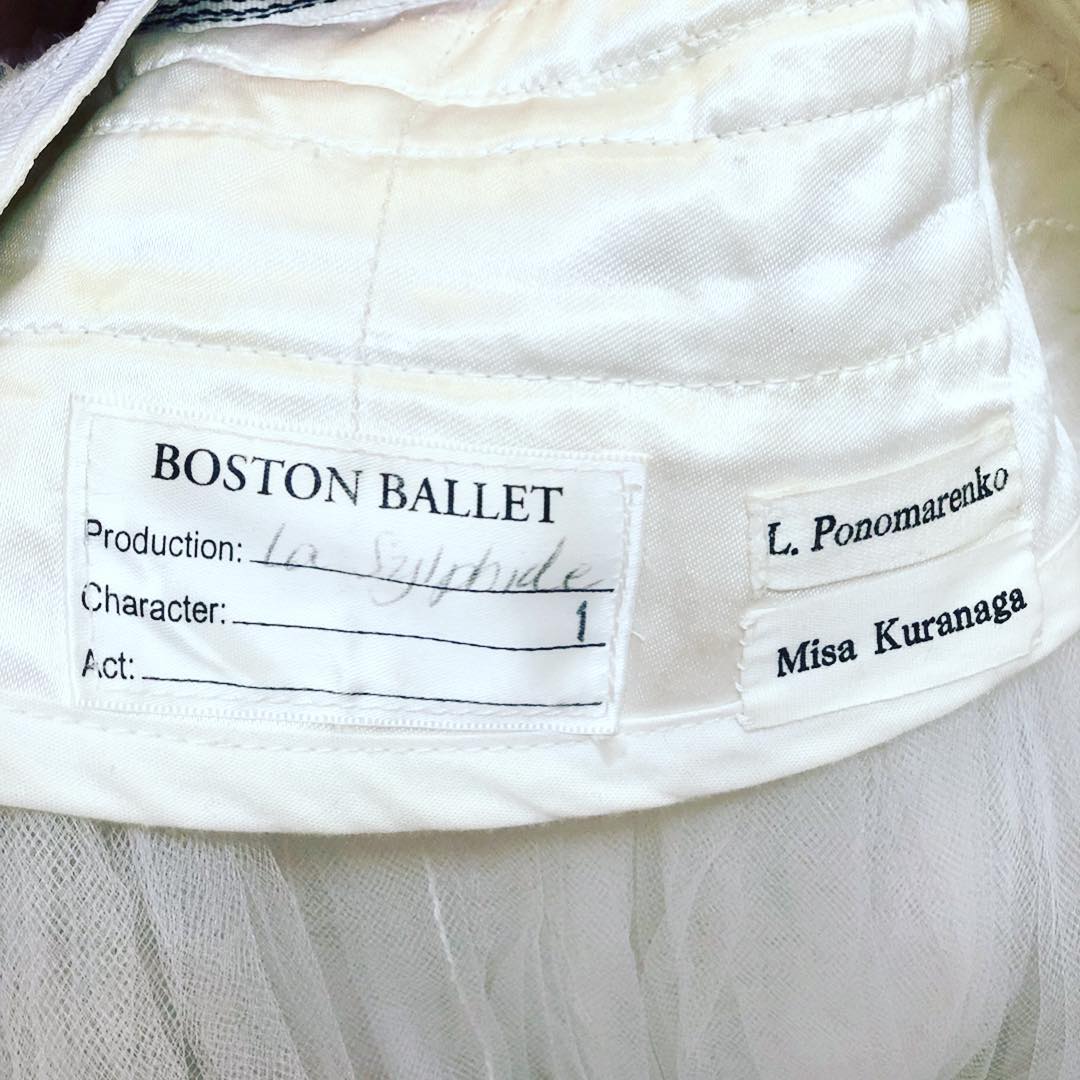 BOSTON BALLET
Production: La Sylphide
Character: 1
Act:
L. Ponomarenko
Misa Kuranaga